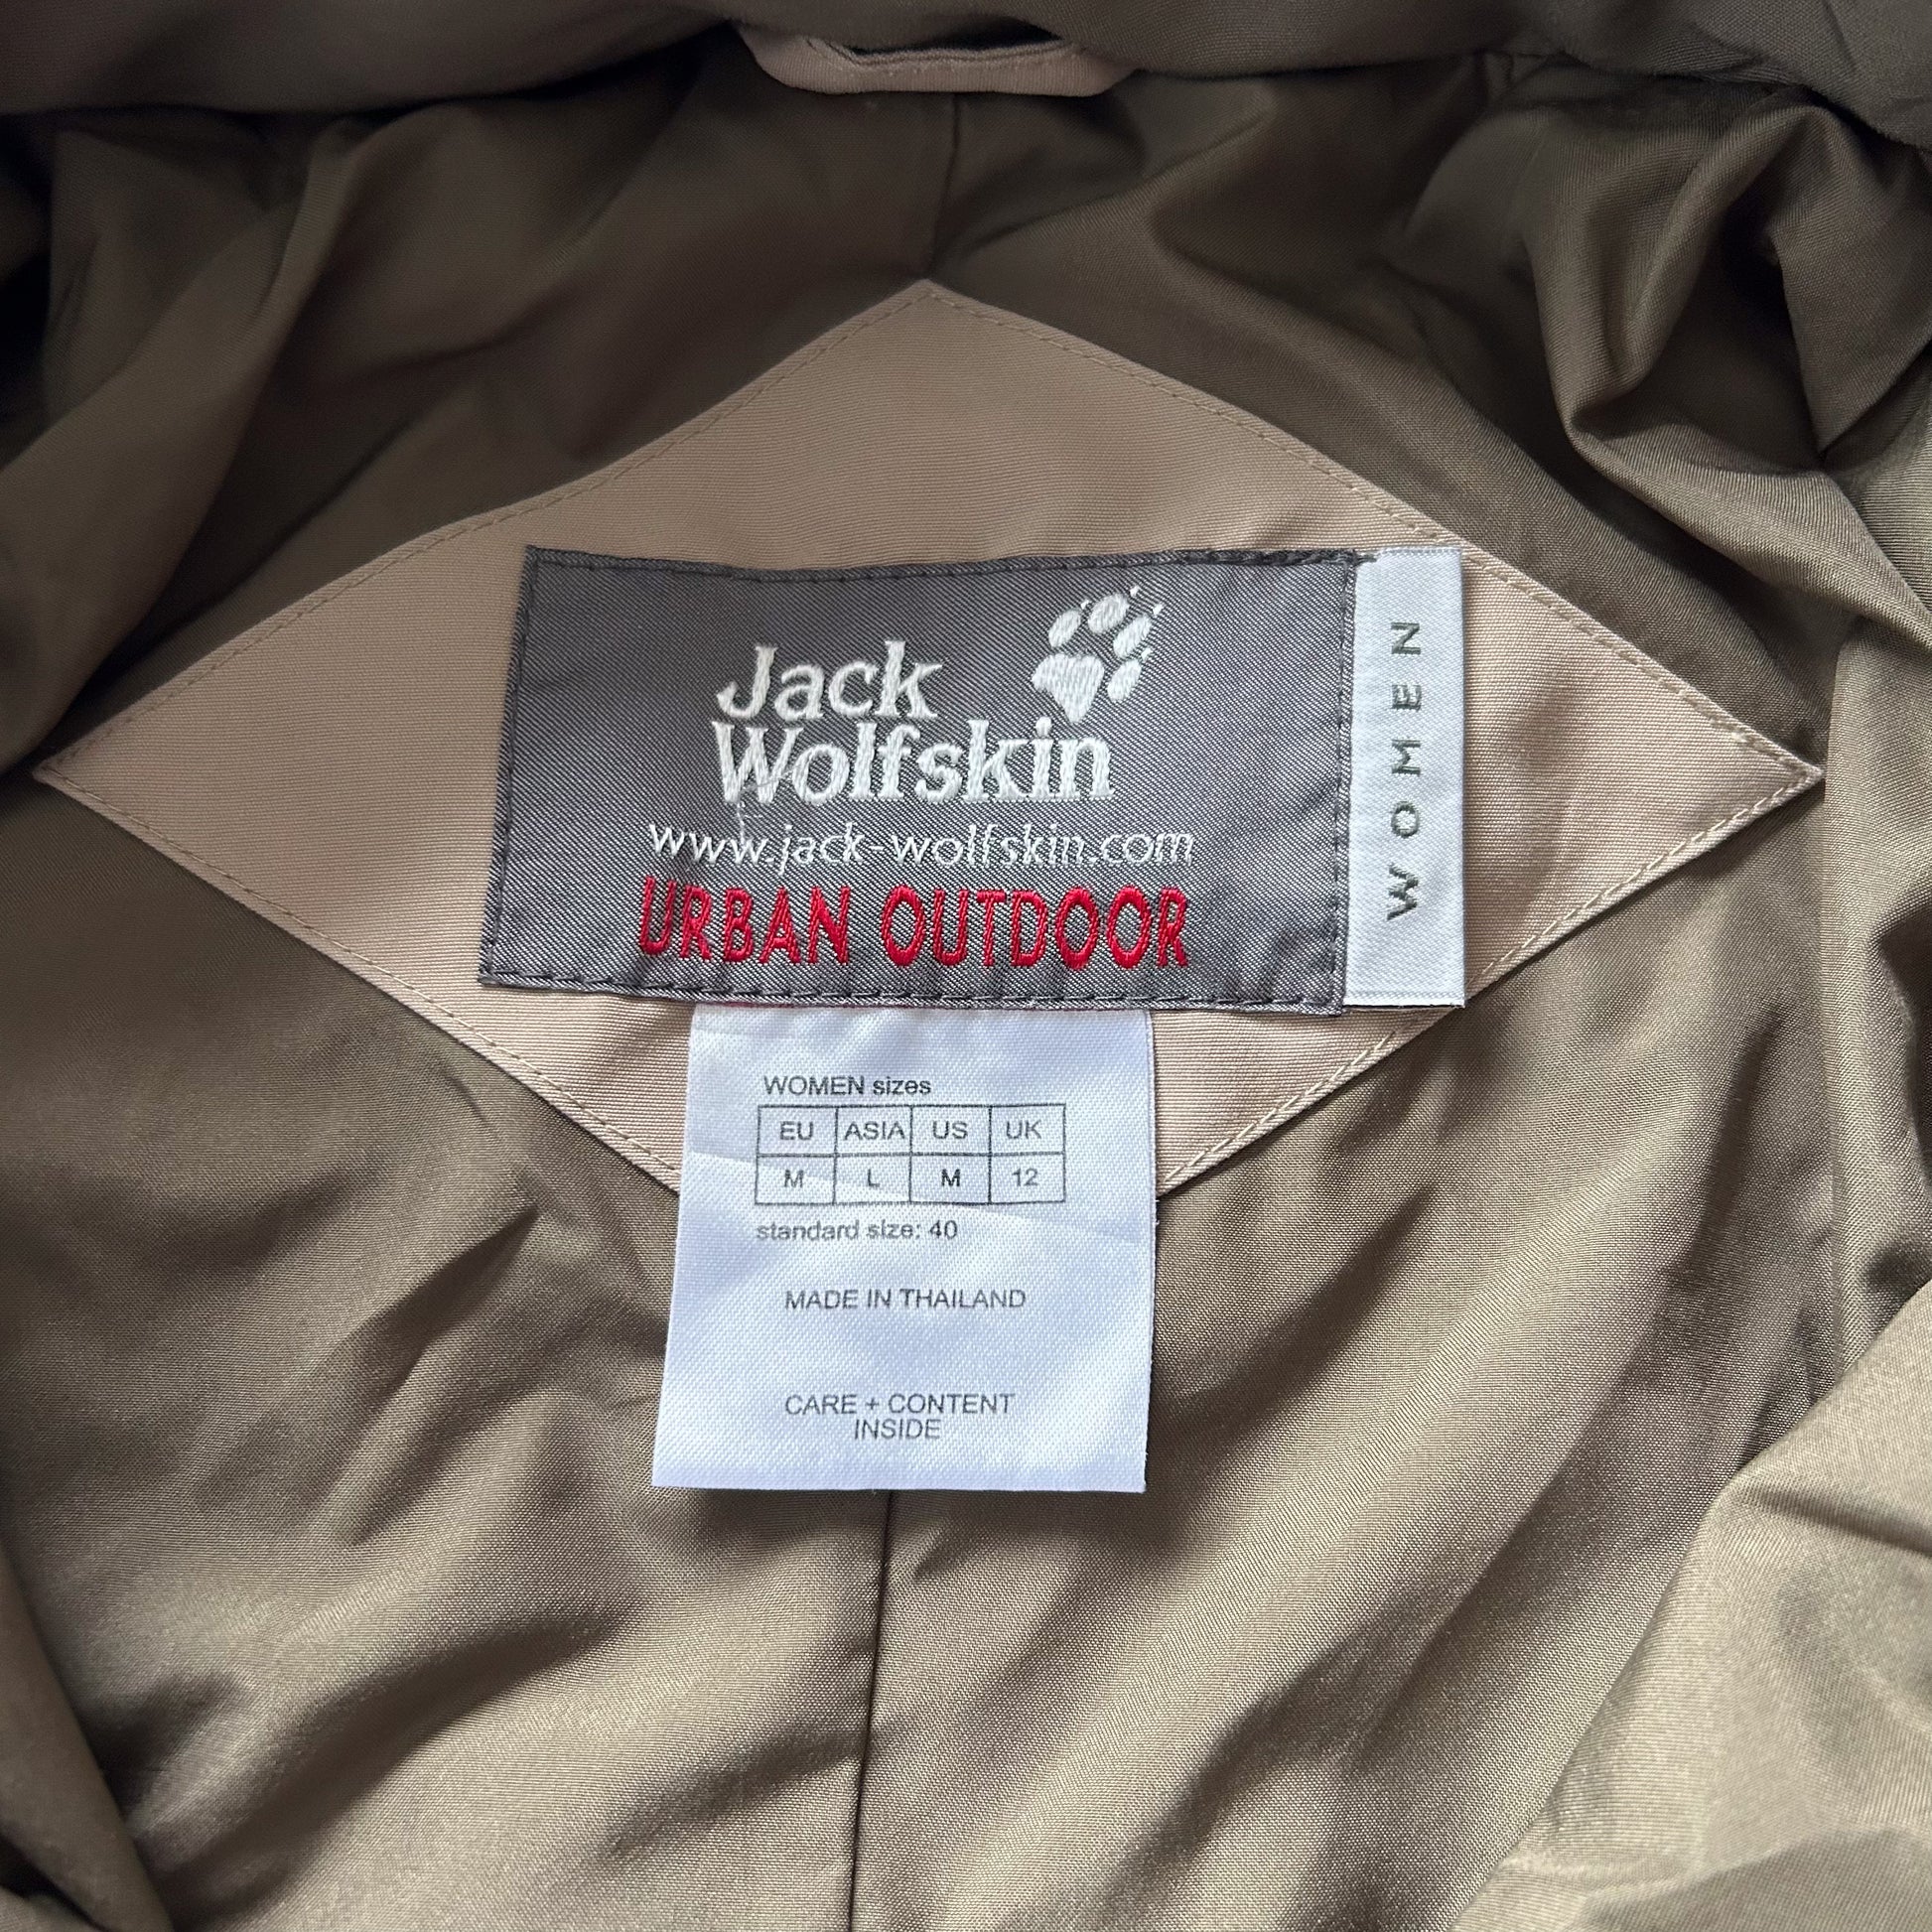 Jack
Wolfskin
www.jack-wolfskin.com
URBAN OUTDOOR
WOMEN
WOMEN sizes
EU ASIA US UK
M L M 12
standard size: 40
MADE IN THAILAND
CARE + CONTENT
INSIDE